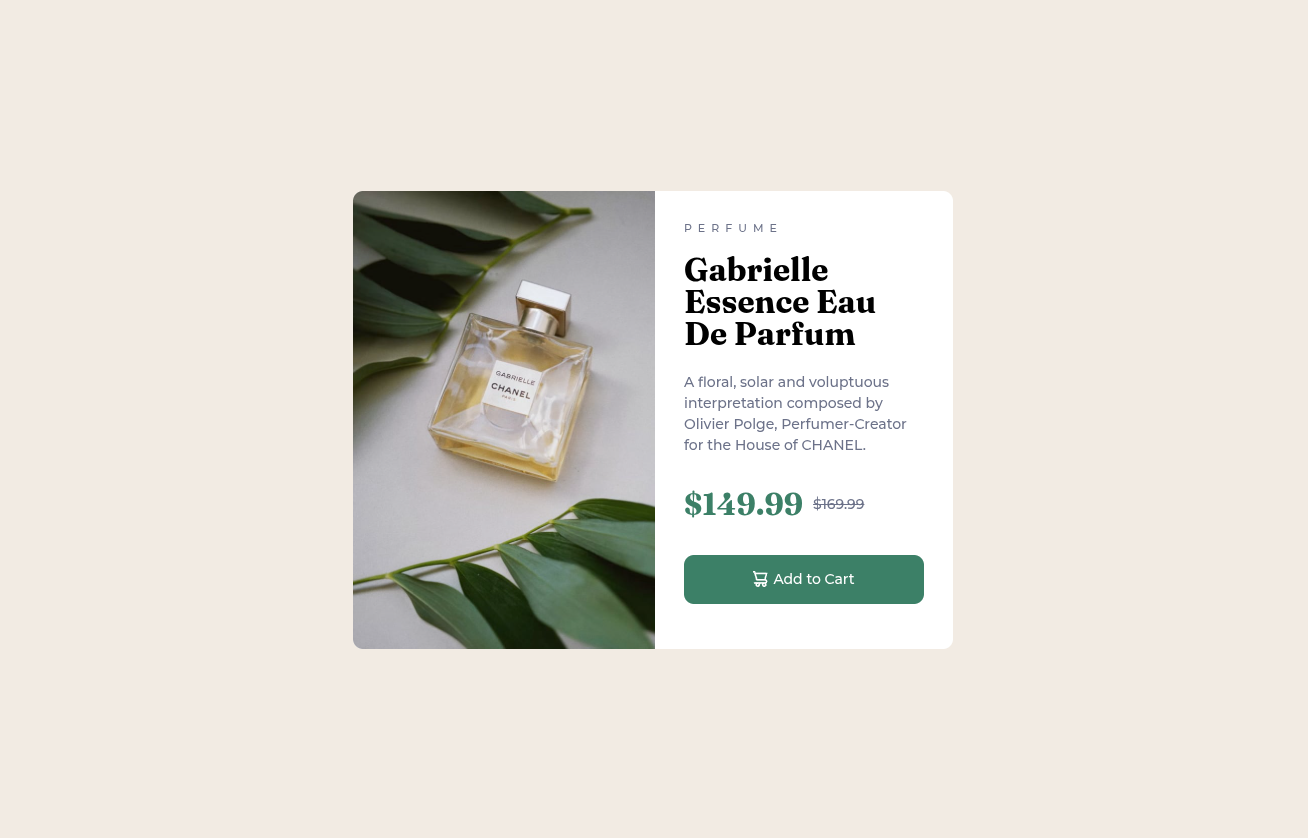 PERFUME
Gabrielle
Essence Eau
De Parfum
A floral, solar and voluptuous
interpretation composed by
Olivier Polge, Perfumer-Creator
for the House of CHANEL.
$149.99 $169.99
Add to Cart
GABRIELLE
CHANEL
PARIS